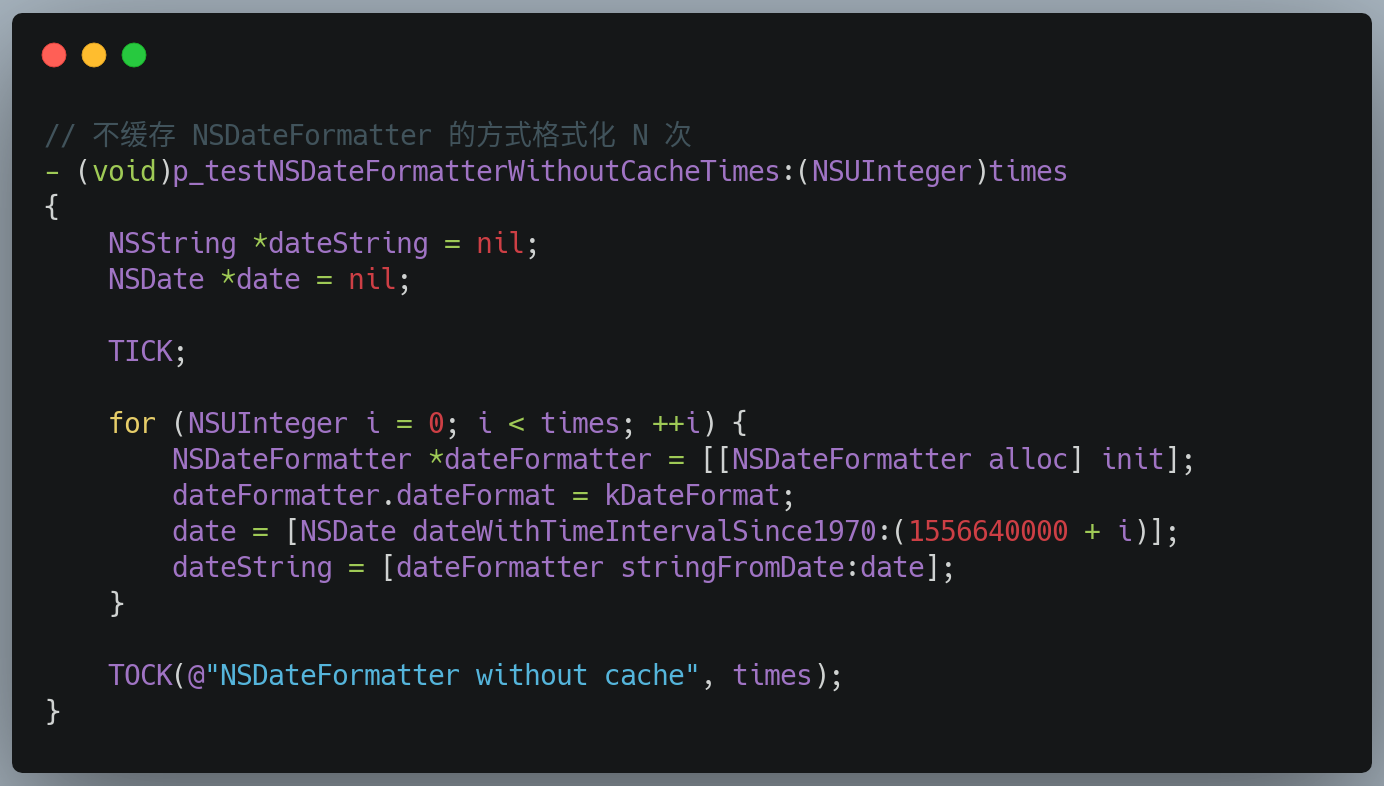 // 不缓存 NSDateFormatter 的方式格式化 N 次
- (void)p_testNSDateFormatterWithoutCacheTimes:(NSUInteger)times
{
    NSString *dateString = nil;
    NSDate *date = nil;

    TICK;

    for (NSUInteger i = 0; i < times; ++i) {
        NSDateFormatter *dateFormatter = [[NSDateFormatter alloc] init];
        dateFormatter.dateFormat = kDateFormat;
        date = [NSDate dateWithTimeIntervalSince1970:(1556640000 + i)];
        dateString = [dateFormatter stringFromDate:date];
    }

    TOCK(@"NSDateFormatter without cache", times);
}